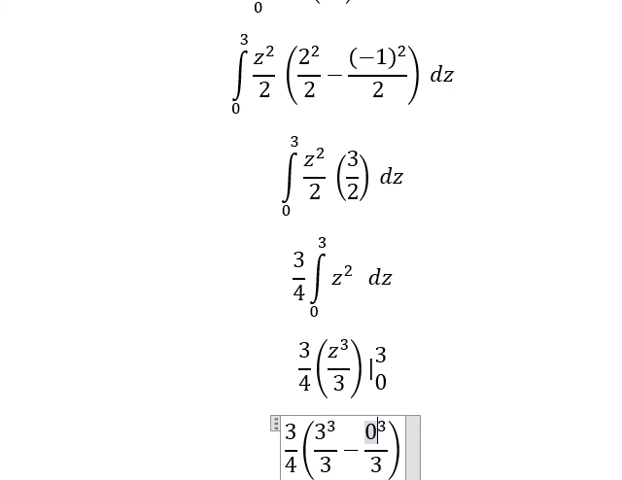 0
∫₀³ z²/2 (2²/2 − (−1)²/2) dz
∫₀³ z²/2 (3/2) dz
3/4 ∫₀³ z² dz
3/4 (z³/3) |₀³
3/4 (3³/3 − 0³/3)